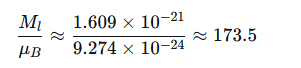 M_l / μ_B ≈ 1.609 × 10⁻²¹ / 9.274 × 10⁻²⁴ ≈ 173.5